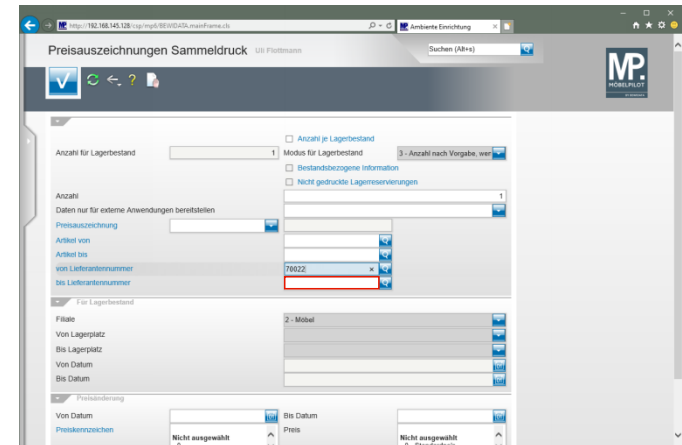 http://192.168.145.128/csp/mpli/BEWIDATA.mainFrame.cls
Ambiente Einrichtung
Preisauszeichnungen Sammeldruck Uli Flottmann
Suchen (Alt+s)
MP.
MÖBELPILOT
Anzahl je Lagerbestand
Anzahl für Lagerbestand 1 Modus für Lagerbestand 3 - Anzahl nach Vorgabe, wer
Bestandsbezogene Information
Nicht gedruckte Lagerreservierungen
Anzahl 1
Daten nur für externe Anwendungen bereitstellen
Preisauszeichnung
Artikel von
Artikel bis
von Lieferantennummer 70022
bis Lieferantennummer
Für Lagerbestand
Filiale 2 - Möbel
Von Lagerplatz
Bis Lagerplatz
Von Datum
Bis Datum
Preisänderung
Von Datum Bis Datum
Preiskennzeichen Nicht ausgewählt Preis Nicht ausgewählt